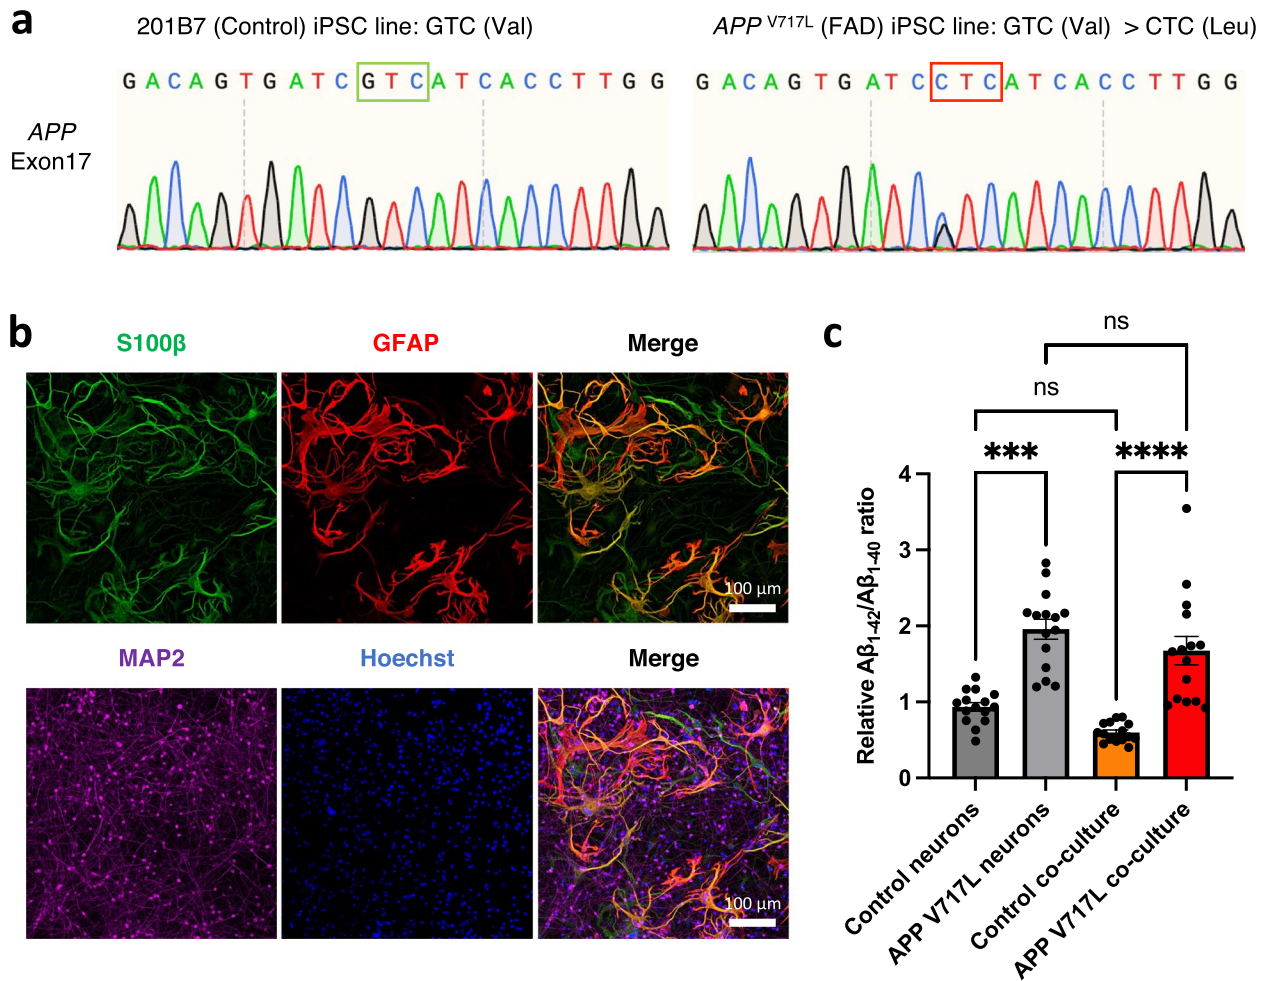 a
201B7 (Control) iPSC line: GTC (Val)
APP V717L (FAD) iPSC line: GTC (Val) > CTC (Leu)
G A C A G T G A T C G T C A T C A C C T T G G
G A C A G T G A T C C T C A T C A C C T T G G
APP
Exon17
b
S100β
GFAP
Merge
100 µm
MAP2
Hoechst
Merge
100 µm
c
ns
ns
***
****
Relative Aβ1-42/Aβ1-40 ratio
4
3
2
1
0
Control neurons
APP V717L neurons
Control co-culture
APP V717L co-culture